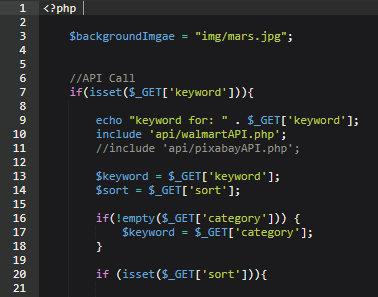 1 <?php
2
3 $backgroundImgae = "img/mars.jpg";
4
5
6 //API Call
7 if(isset($_GET['keyword'])){
8
9 echo "keyword for: " . $_GET['keyword'];
10 include 'api/walmartAPI.php';
11 //include 'api/pixabayAPI.php';
12
13 $keyword = $_GET['keyword'];
14 $sort = $_GET['sort'];
15
16 if(!empty($_GET['category'])) {
17 $keyword = $_GET['category'];
18 }
19
20 if (isset($_GET['sort'])){
21